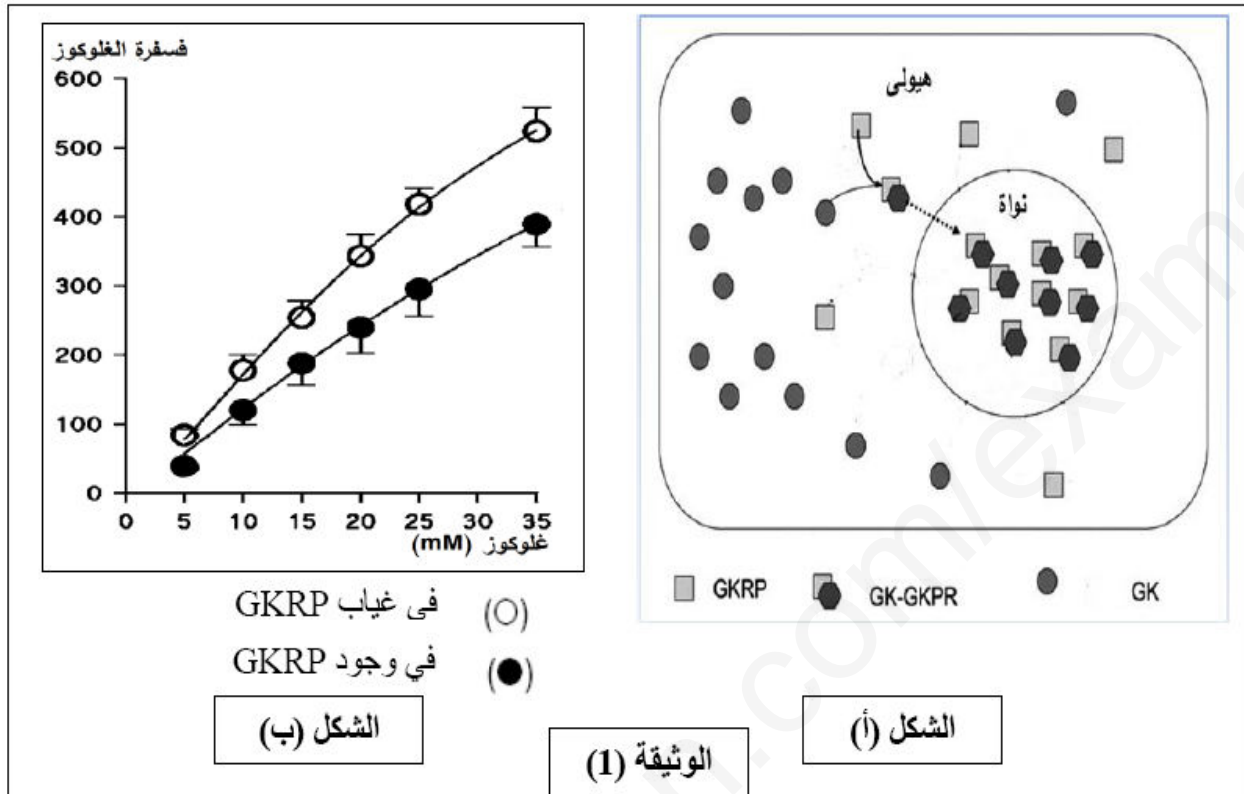 هيولى
نواة
GKRP
GK-GKPR
GK
الشكل (أ)
فسفرة الغلوكوز
600
500
400
300
200
100
0
0 5 10 15 20 25 30 35
غلوكوز (mM)
(○) فى غياب GKRP
(●) في وجود GKRP
الشكل (ب)
الوثيقة (1)